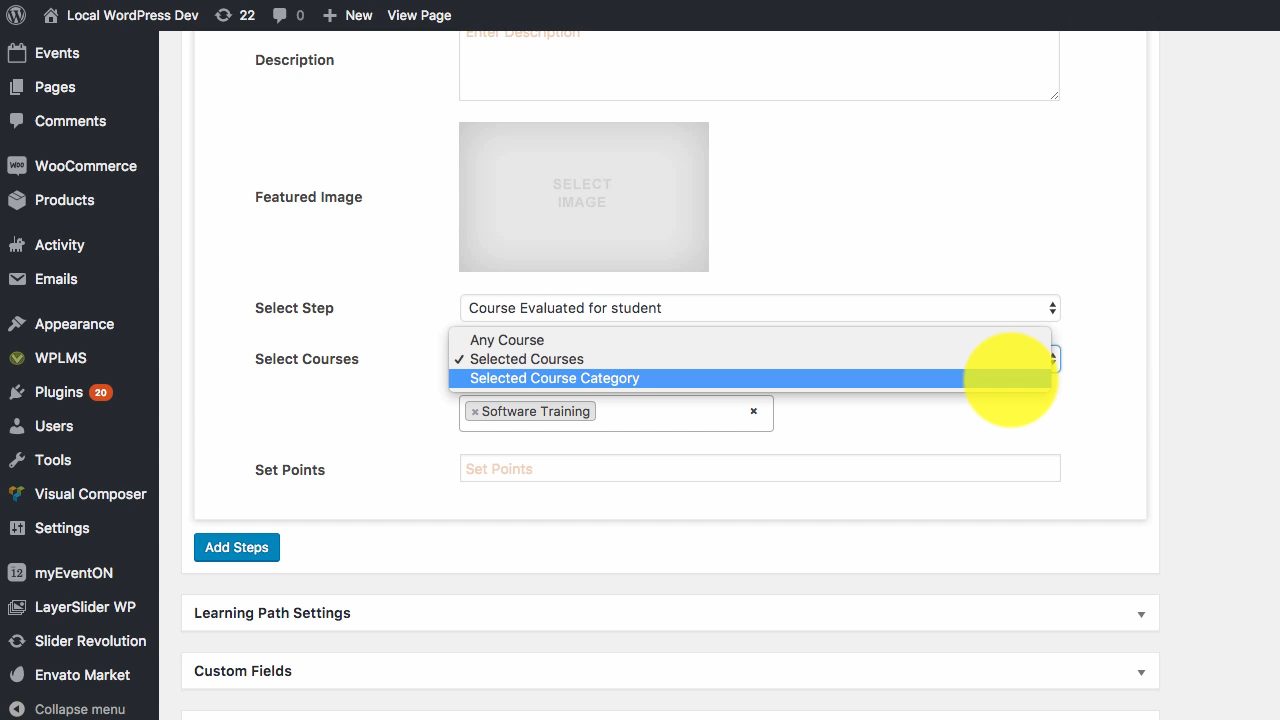 Local WordPress Dev
22
0
New
View Page
Events
Pages
Comments
WOO
WooCommerce
Products
Activity
Emails
Appearance
WPLMS
Plugins 20
Users
Tools
Visual Composer
Settings
12
myEventON
LayerSlider WP
Slider Revolution
Envato Market
Collapse menu
Description
Enter Description
Featured Image
SELECT
IMAGE
Select Step
Course Evaluated for student
Select Courses
Any Course
✓ Selected Courses
Selected Course Category
× Software Training ×
Set Points
Set Points
Add Steps
Learning Path Settings
Custom Fields